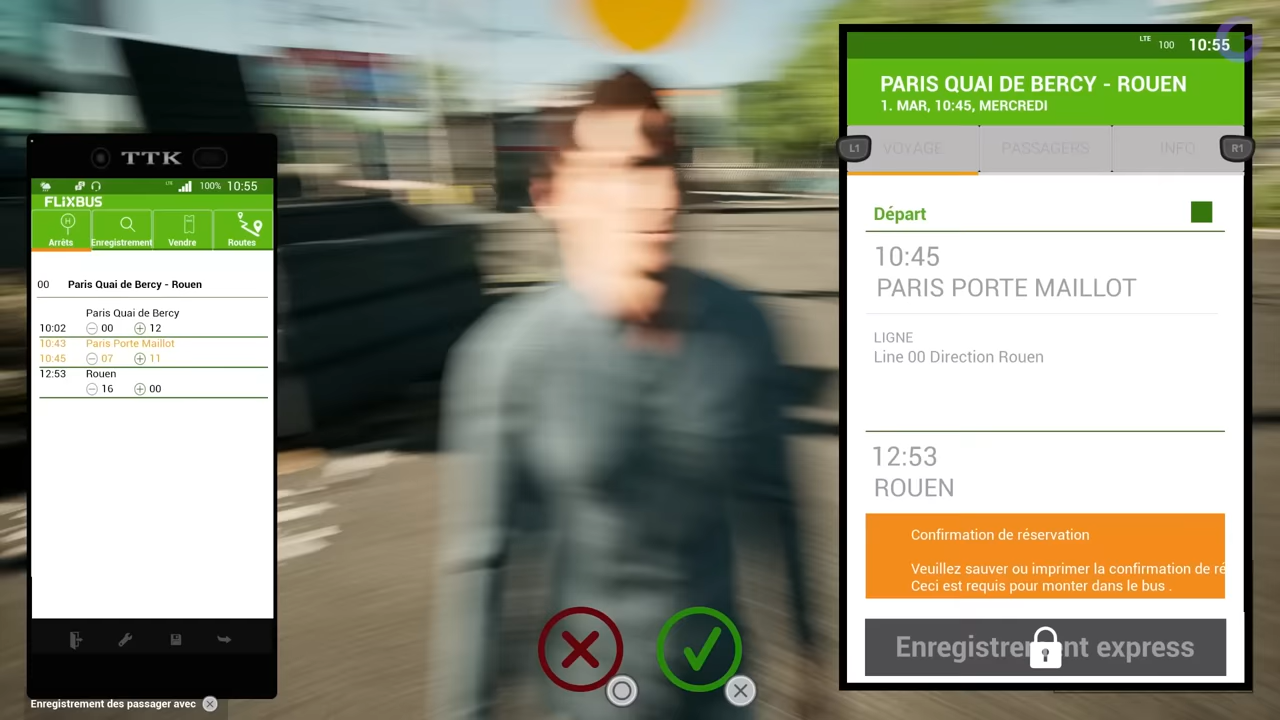 TTK
100% 10:55
FLiXBUS
Arrêts Enregistrement Vendre Routes
00 Paris Quai de Bercy - Rouen
Paris Quai de Bercy
10:02 00 12
10:43 Paris Porte Maillot
10:45 07 11
12:53 Rouen
16 00
Enregistrement des passager avec
LTE 100 10:55
PARIS QUAI DE BERCY - ROUEN
1. MAR, 10:45, MERCREDI
L1 VOYAGE PASSAGERS INFO R1
Départ
10:45
PARIS PORTE MAILLOT
LIGNE
Line 00 Direction Rouen
12:53
ROUEN
Confirmation de réservation
Veuillez sauver ou imprimer la confirmation de ré
Ceci est requis pour monter dans le bus .
express